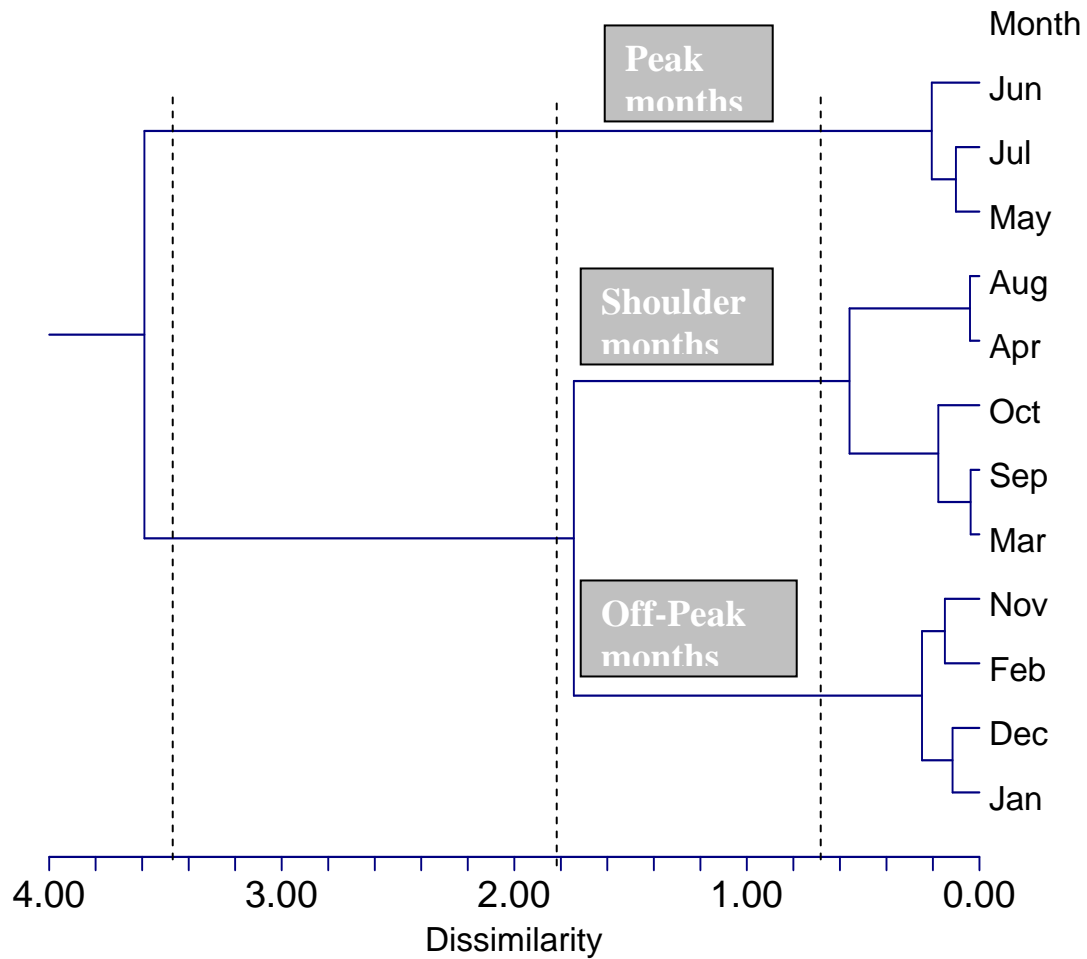 Month
Peak
months
Jun
Jul
May
Shoulder
months
Aug
Apr
Oct
Sep
Mar
Off-Peak
months
Nov
Feb
Dec
Jan
4.00 3.00 2.00 1.00 0.00
Dissimilarity